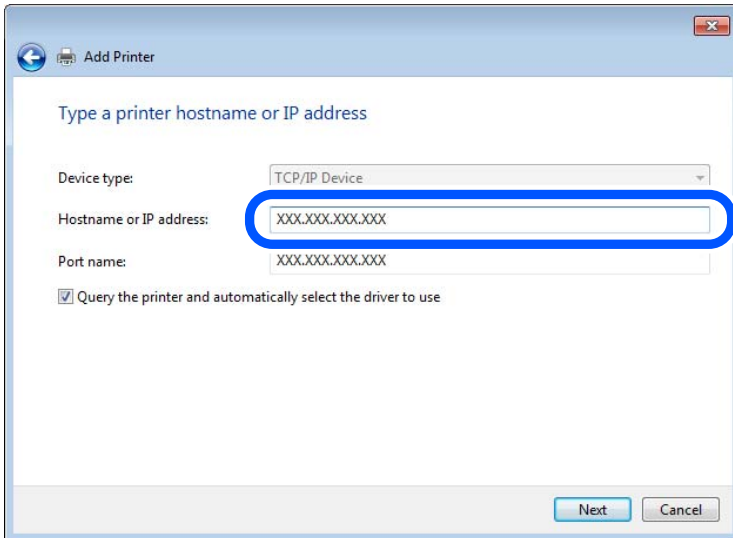 Add Printer
Type a printer hostname or IP address
Device type: TCP/IP Device
Hostname or IP address: XXX.XXX.XXX.XXX
Port name: XXX.XXX.XXX.XXX
Query the printer and automatically select the driver to use
Next Cancel